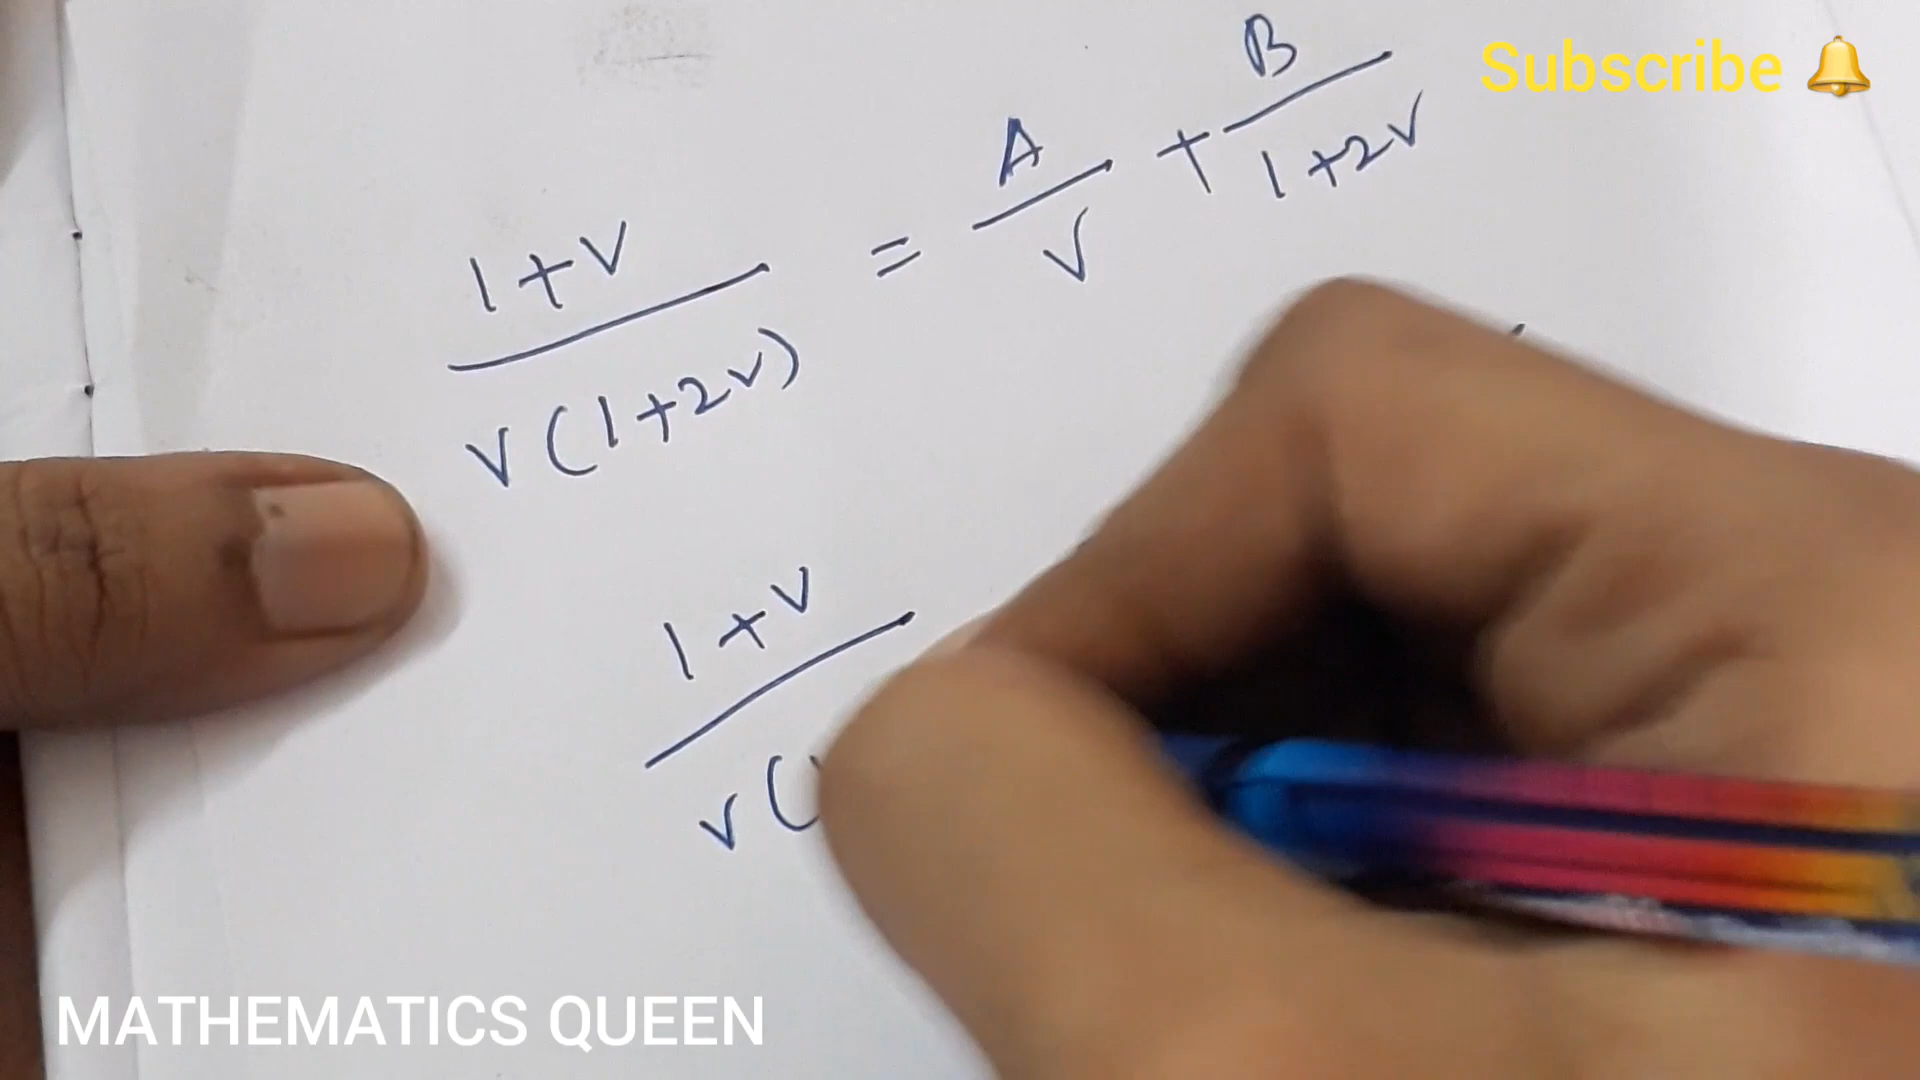 Subscribe 🔔
1+v / v(1+2v) = A/v + B/1+2v
1+v / v(
MATHEMATICS QUEEN